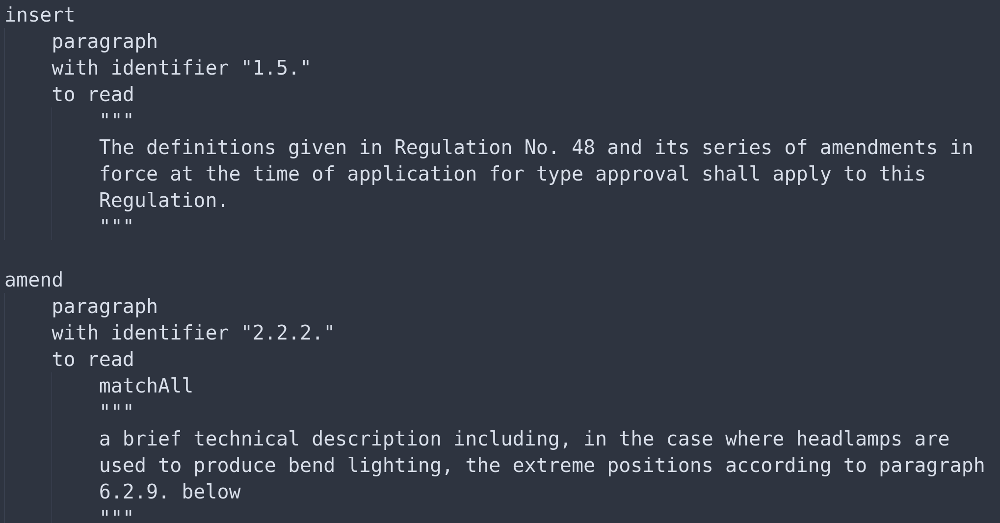 insert
    paragraph
    with identifier "1.5."
    to read
        """
        The definitions given in Regulation No. 48 and its series of amendments in
        force at the time of application for type approval shall apply to this
        Regulation.
        """

amend
    paragraph
    with identifier "2.2.2."
    to read
        matchAll
        """
        a brief technical description including, in the case where headlamps are
        used to produce bend lighting, the extreme positions according to paragraph
        6.2.9. below
        """